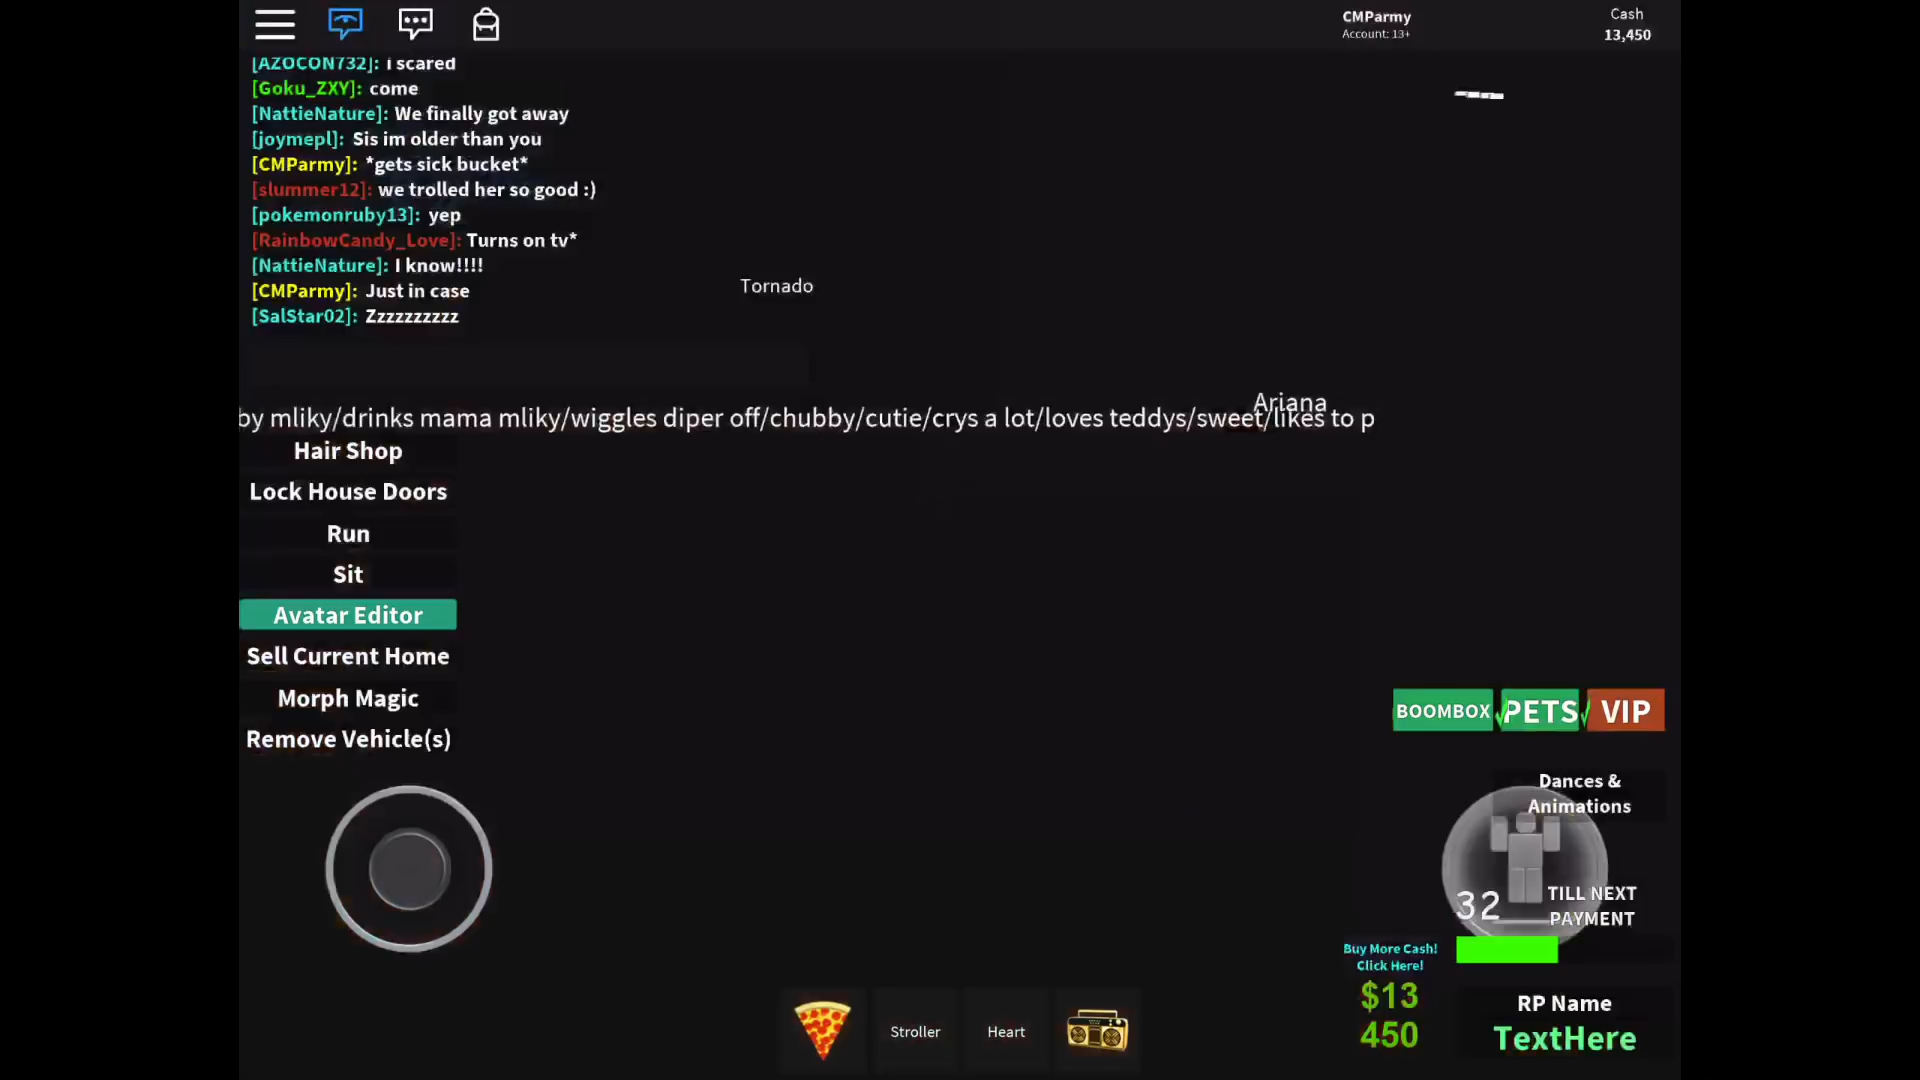 CMParmy
Account: 13+
Cash
13,450
[AZOCON732]: I scared
[Goku_ZXY]: come
[NattieNature]: We finally got away
[joymepl]: Sis im older than you
[CMParmy]: *gets sick bucket*
[slummer12]: we trolled her so good :)
[pokemonruby13]: yep
[RainbowCandy_Love]: Turns on tv*
[NattieNature]: I know!!!!
[CMParmy]: Just in case
[SalStar02]: Zzzzzzzzzz
Tornado
Ariana
by mliky/drinks mama mliky/wiggles diper off/chubby/cutie/crys a lot/loves teddys/sweet/likes to p
Hair Shop
Lock House Doors
Run
Sit
Avatar Editor
Sell Current Home
Morph Magic
Remove Vehicle(s)
BOOMBOX
PETS
VIP
Dances &
Animations
32
TILL NEXT
PAYMENT
Buy More Cash!
Click Here!
$13
450
RP Name
TextHere
Stroller
Heart